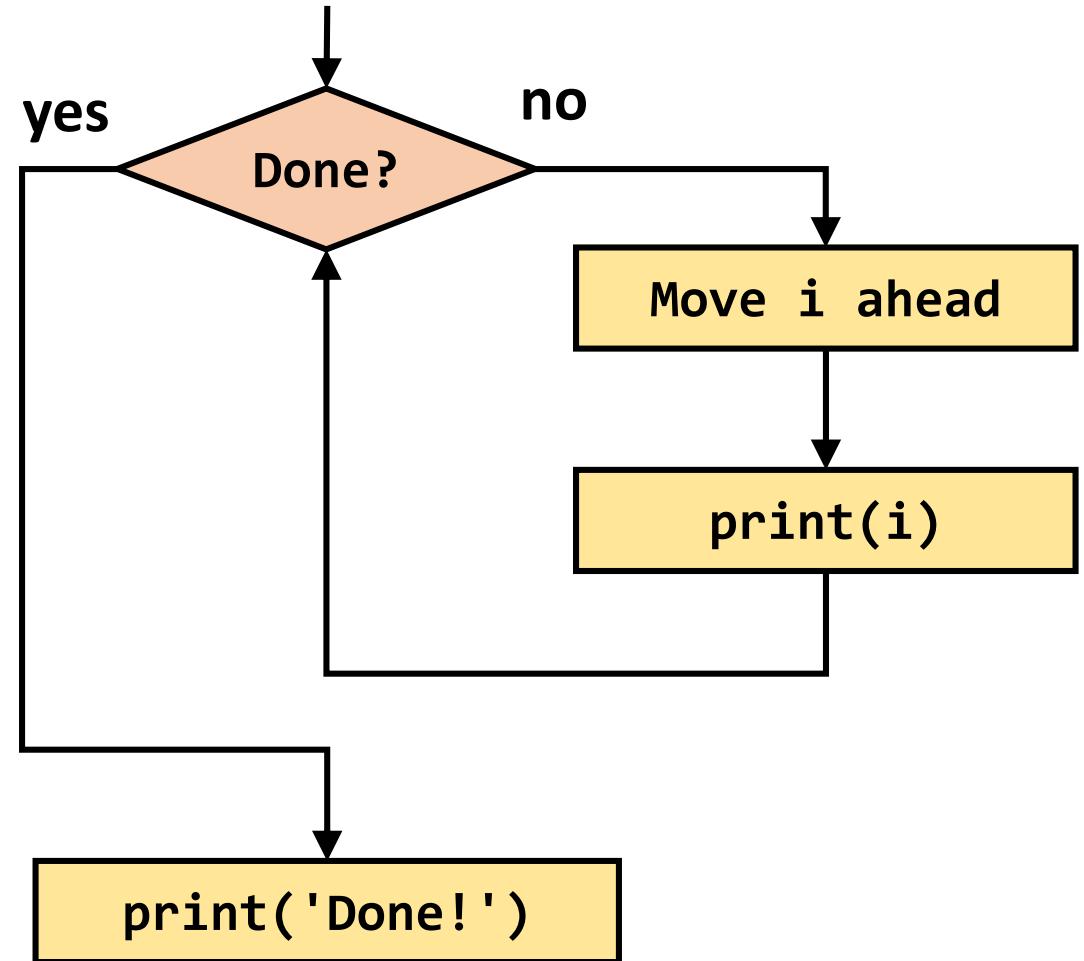 yes
no
Done?
Move i ahead
print(i)
print('Done!')